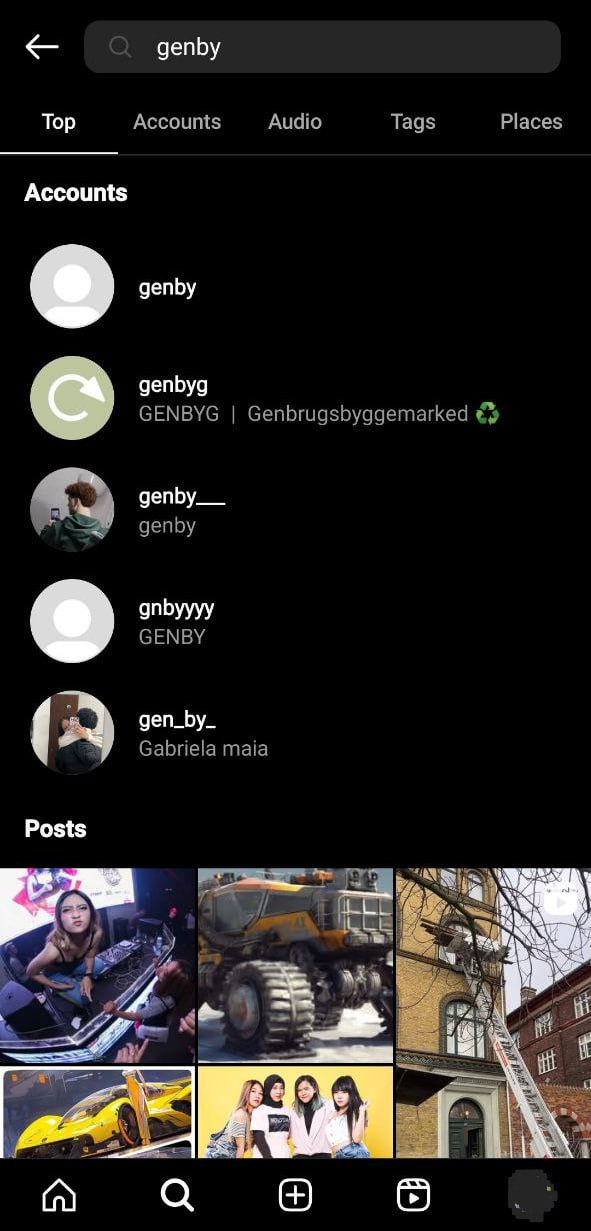 genby
Top Accounts Audio Tags Places
Accounts
genby
genbyg
GENBYG | Genbrugsbyggemarked ♻
genby___
genby
gnbyyyy
GENBY
gen_by_
Gabriela maia
Posts